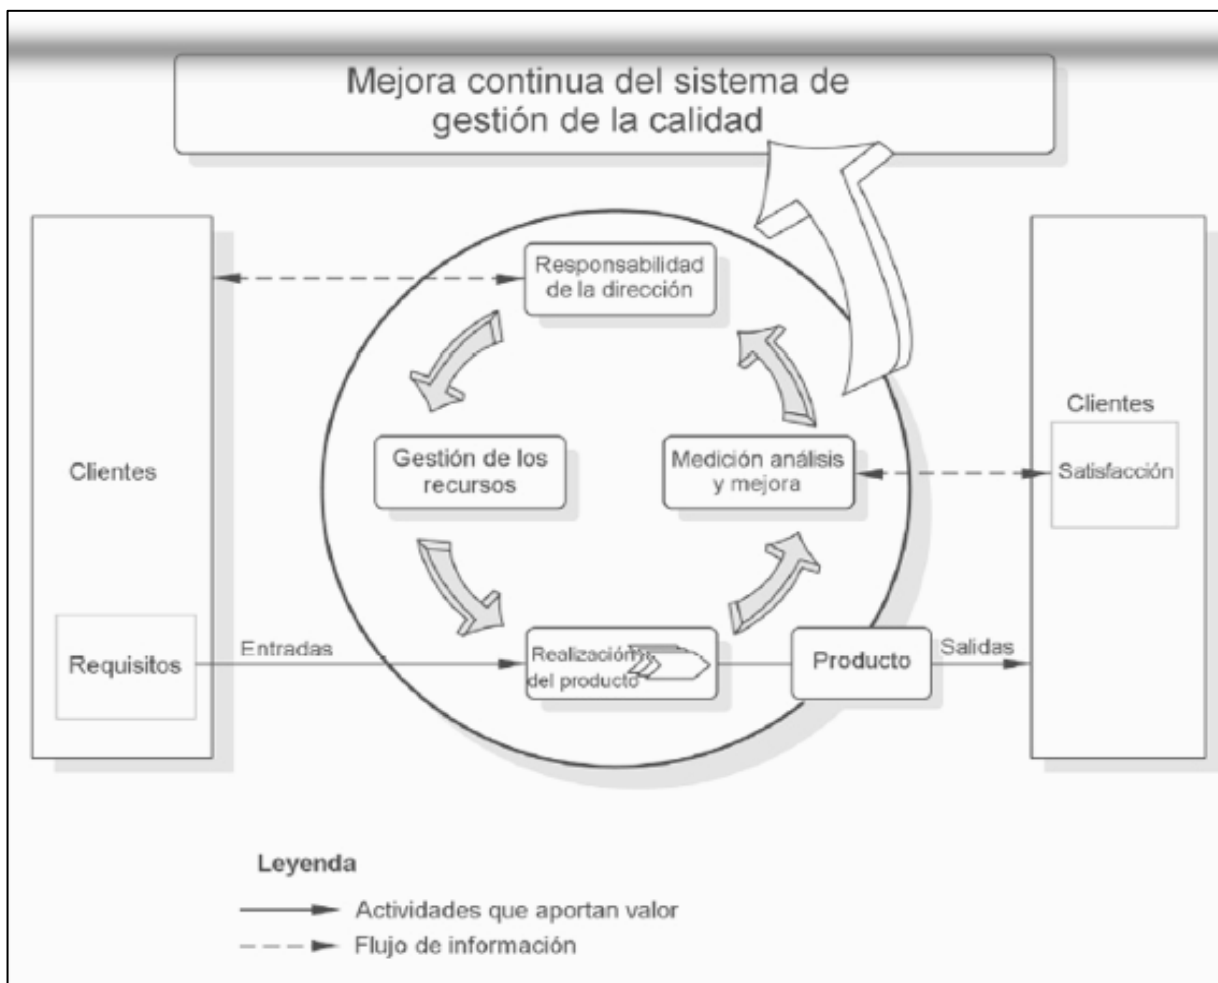 Mejora continua del sistema de
gestión de la calidad
Responsabilidad
de la dirección
Clientes
Gestión de los
recursos
Medición análisis
y mejora
Clientes
Satisfacción
Requisitos
Entradas
Realización
del producto
Producto
Salidas
Leyenda
Actividades que aportan valor
Flujo de información